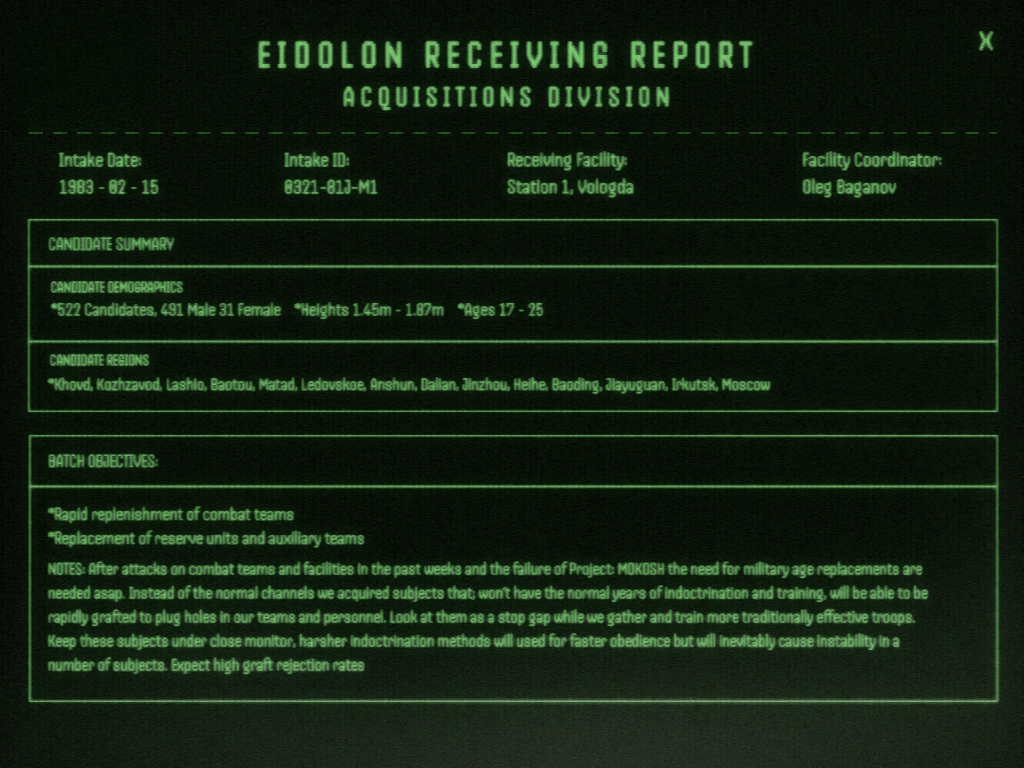 X
EIDOLON RECEIVING REPORT
ACQUISITIONS DIVISION
Intake Date: Intake ID: Receiving Facility: Facility Coordinator:
1983 - 02 - 15 0321-81J-M1 Station 1, Vologda Oleg Baganov
CANDIDATE SUMMARY
CANDIDATE DEMOGRAPHICS
*522 Candidates, 491 Male 31 Female *Heights 1.45m - 1.87m *Ages 17 - 25
CANDIDATE REGIONS
*Khovd, Kozhzavod, Lashio, Baotou, Matad, Ledovskoe, Anshun, Dalian, Jinzhou, Heihe, Baoding, Jiayuguan, Irkutsk, Moscow
BATCH OBJECTIVES:
*Rapid replenishment of combat teams
*Replacement of reserve units and auxiliary teams
NOTES: After attacks on combat teams and facilities in the past weeks and the failure of Project: MOKOSH the need for military age replacements are
needed asap. Instead of the normal channels we acquired subjects that; won't have the normal years of indoctrination and training, will be able to be
rapidly grafted to plug holes in our teams and personnel. Look at them as a stop gap while we gather and train more traditionally effective troops.
Keep these subjects under close monitor, harsher indoctrination methods will used for faster obedience but will inevitably cause instability in a
number of subjects. Expect high graft rejection rates